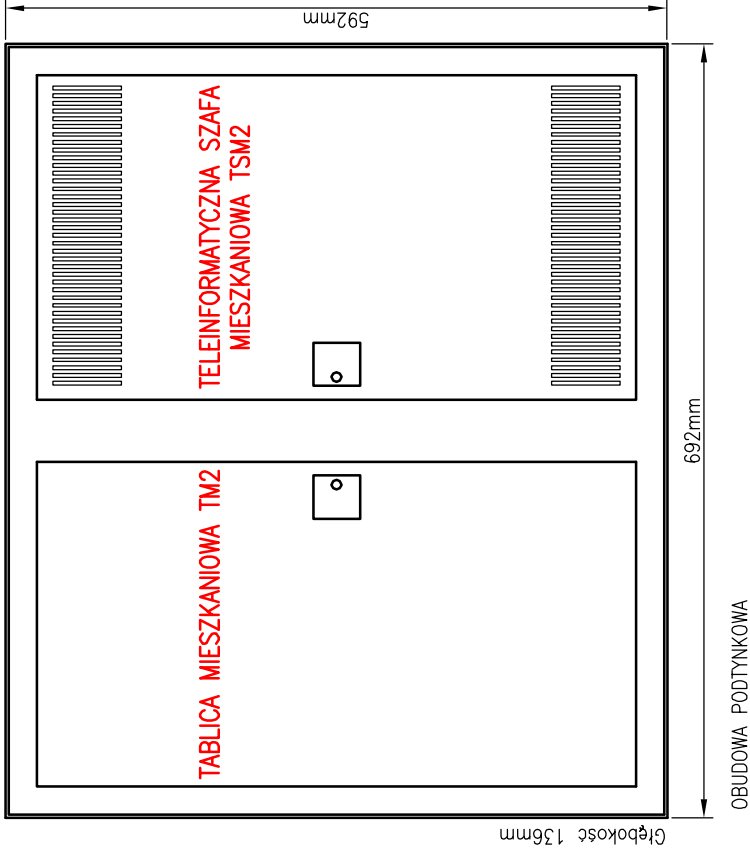 592mm
TELEINFORMATYCZNA SZAFA
MIESZKANIOWA TSM2
TABLICA MIESZKANIOWA TM2
692mm
Głębokość 136mm
OBUDOWA PODTYNKOWA